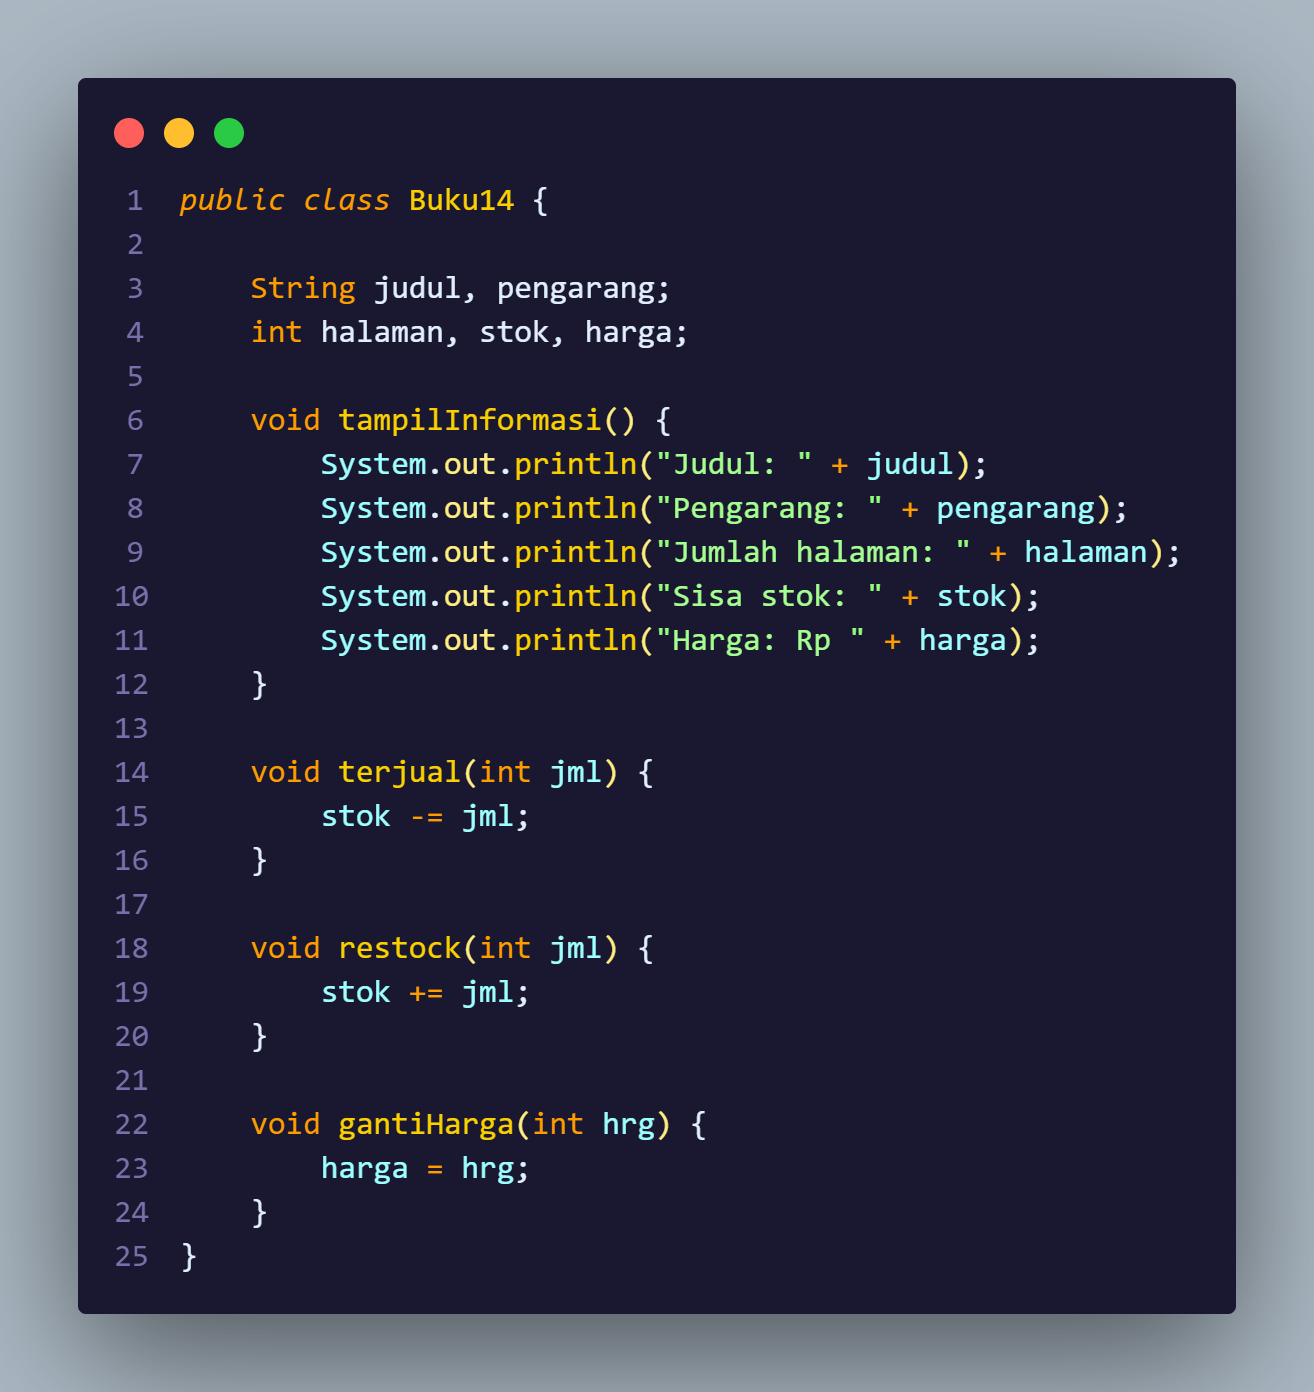 1 public class Buku14 {
2
3     String judul, pengarang;
4     int halaman, stok, harga;
5
6     void tampilInformasi() {
7         System.out.println("Judul: " + judul);
8         System.out.println("Pengarang: " + pengarang);
9         System.out.println("Jumlah halaman: " + halaman);
10         System.out.println("Sisa stok: " + stok);
11         System.out.println("Harga: Rp " + harga);
12     }
13
14     void terjual(int jml) {
15         stok -= jml;
16     }
17
18     void restock(int jml) {
19         stok += jml;
20     }
21
22     void gantiHarga(int hrg) {
23         harga = hrg;
24     }
25 }